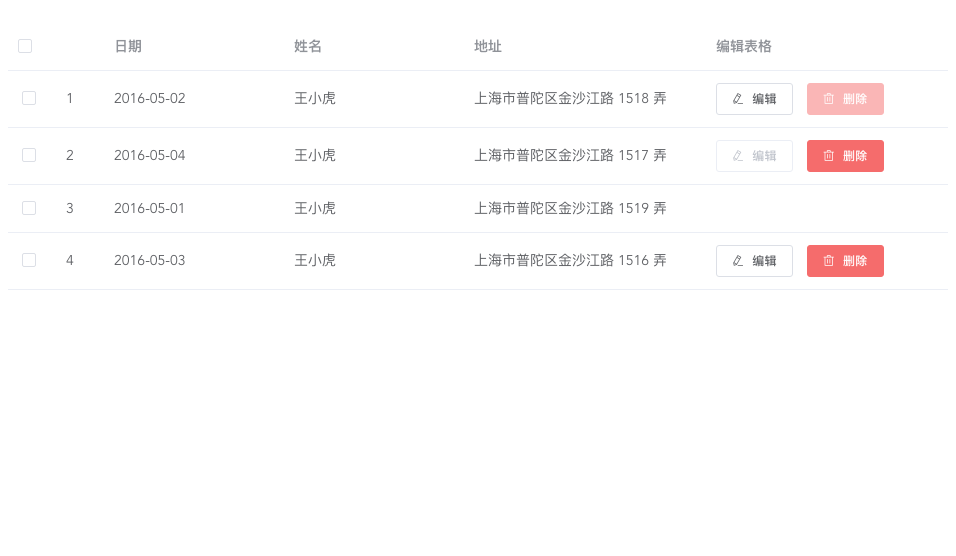 日期 姓名 地址 编辑表格
1 2016-05-02 王小虎 上海市普陀区金沙江路 1518 弄 编辑 删除
2 2016-05-04 王小虎 上海市普陀区金沙江路 1517 弄 编辑 删除
3 2016-05-01 王小虎 上海市普陀区金沙江路 1519 弄
4 2016-05-03 王小虎 上海市普陀区金沙江路 1516 弄 编辑 删除